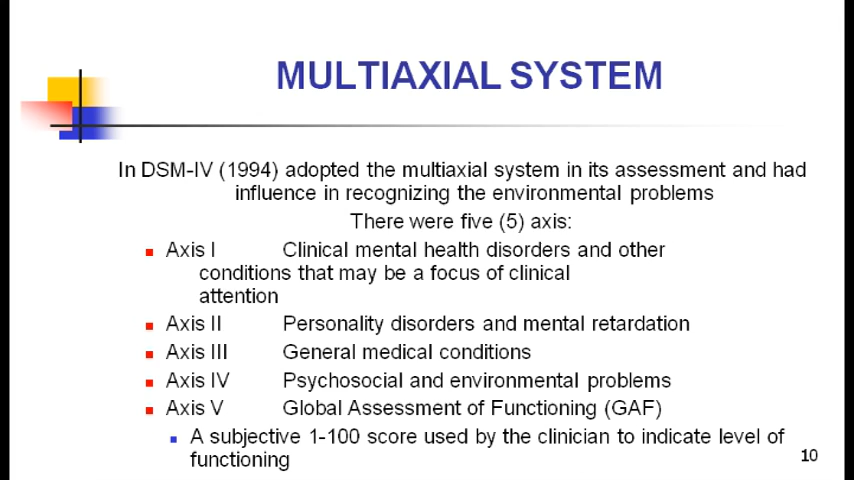 MULTIAXIAL SYSTEM
In DSM-IV (1994) adopted the multiaxial system in its assessment and had
influence in recognizing the environmental problems
There were five (5) axis:
Axis I Clinical mental health disorders and other
conditions that may be a focus of clinical
attention
Axis II Personality disorders and mental retardation
Axis III General medical conditions
Axis IV Psychosocial and environmental problems
Axis V Global Assessment of Functioning (GAF)
A subjective 1-100 score used by the clinician to indicate level of
functioning
10